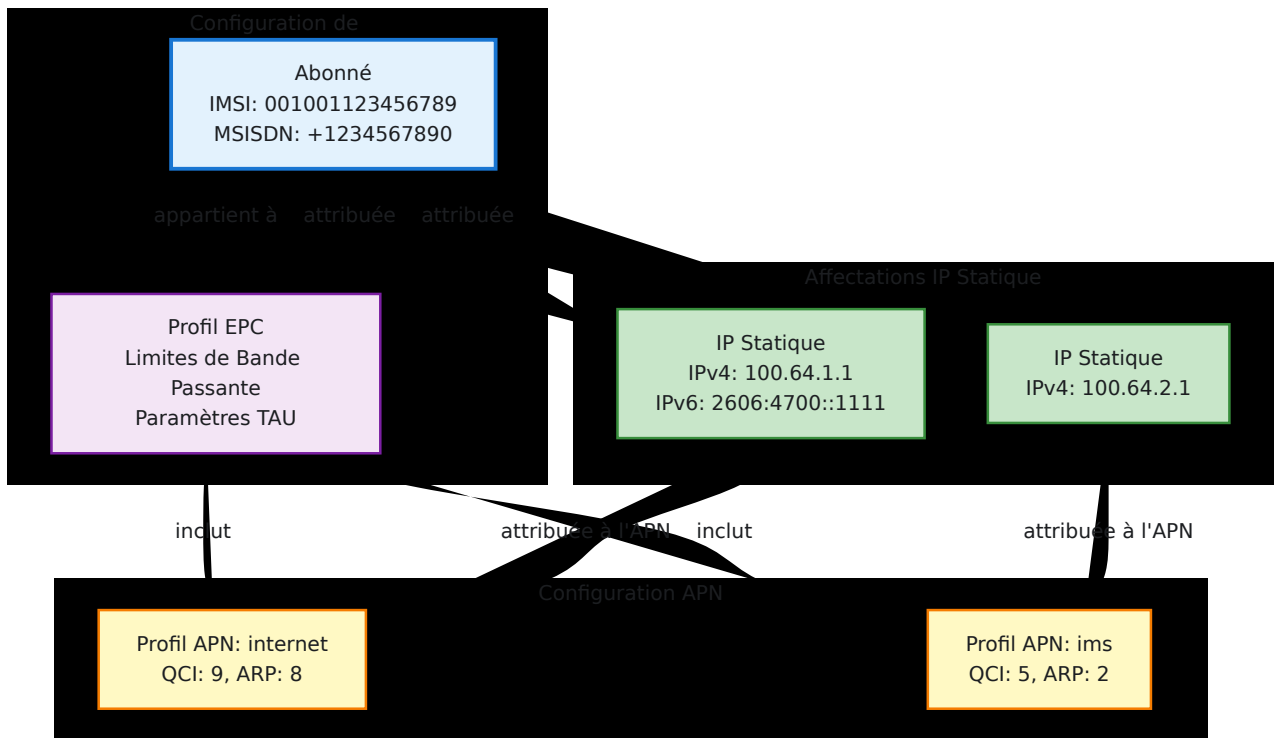 Configuration de
Abonné
IMSI: 001001123456789
MSISDN: +1234567890
appartient à
attribuée
attribuée
Affectations IP Statique
Profil EPC
Limites de Bande
Passante
Paramètres TAU
IP Statique
IPv4: 100.64.1.1
IPv6: 2606:4700::1111
IP Statique
IPv4: 100.64.2.1
inclut
attribuée à l'APN
inclut
attribuée à l'APN
Configuration APN
Profil APN: internet
QCI: 9, ARP: 8
Profil APN: ims
QCI: 5, ARP: 2